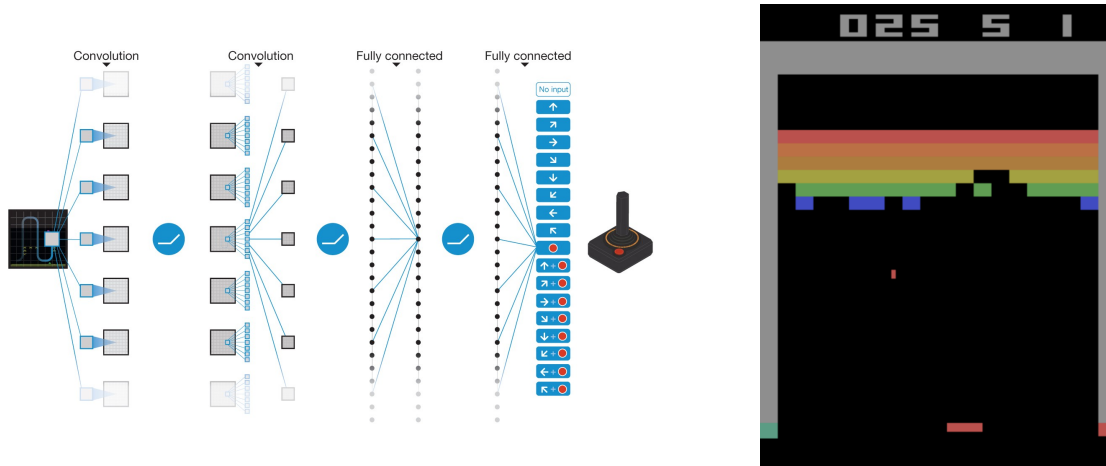 Convolution
Convolution
Fully connected
Fully connected
No input
↑
↗
→
↘
↓
↙
←
↖
↑+
↗+
→+
↘+
↓+
↙+
←+
↖+
025 5 1